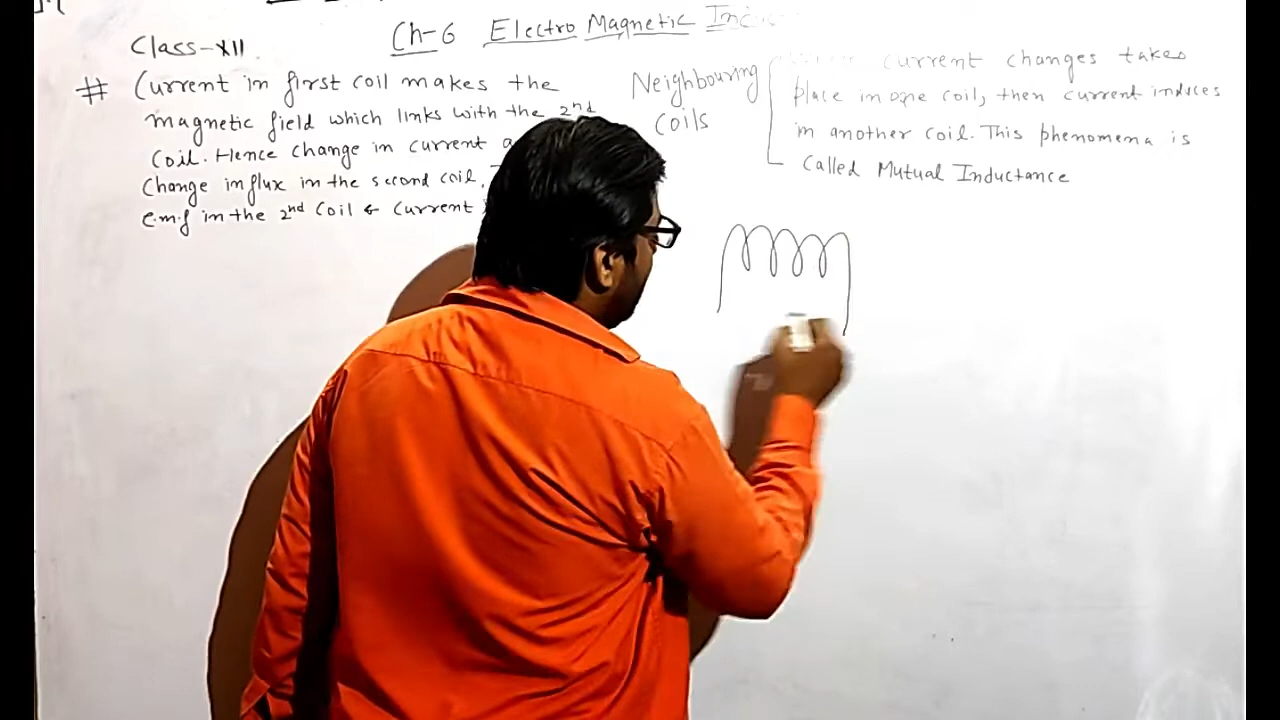 Class-XII
Ch-6 Electro Magnetic
# Current in first coil makes the
magnetic field which links with the 2nd
coil. Hence change in current
change in flux in the second coil.
e.m.f in the 2nd coil & current
Neighbouring
coils
current changes takes
place in one coil, then current induces
in another coil. This phenomena is
called Mutual Inductance